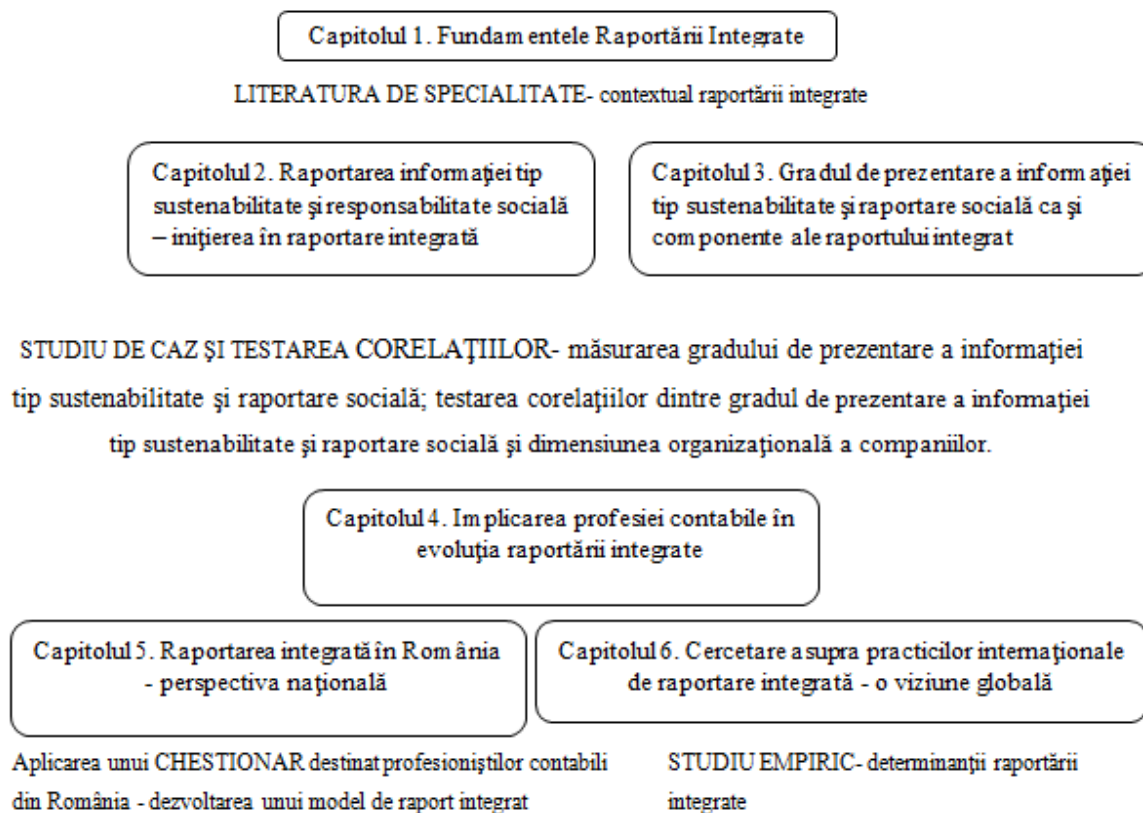 Capitolul 1. Fundamentele Raportării Integrate
LITERATURA DE SPECIALITATE- contextual raportării integrate
Capitolul 2. Raportarea informaţiei tip
sustenabilitate şi responsabilitate socială
– iniţierea în raportare integrată
Capitolul 3. Gradul de prezentare a informaţiei
tip sustenabilitate şi raportare socială ca şi
componente ale raportului integrat
STUDIU DE CAZ ŞI TESTAREA CORELAŢIILOR- măsurarea gradului de prezentare a informaţiei
tip sustenabilitate şi raportare socială; testarea corelaţiilor dintre gradul de prezentare a informaţiei
tip sustenabilitate şi raportare socială şi dimensiunea organizaţională a companiilor.
Capitolul 4. Implicarea profesiei contabile în
evoluţia raportării integrate
Capitolul 5. Raportarea integrată în România
- perspectiva naţională
Capitolul 6. Cercetare asupra practicilor internaţionale
de raportare integrată - o viziune globală
Aplicarea unui CHESTIONAR destinat profesioniştilor contabili
din România - dezvoltarea unui model de raport integrat
STUDIU EMPIRIC- determinanţii raportării
integrate